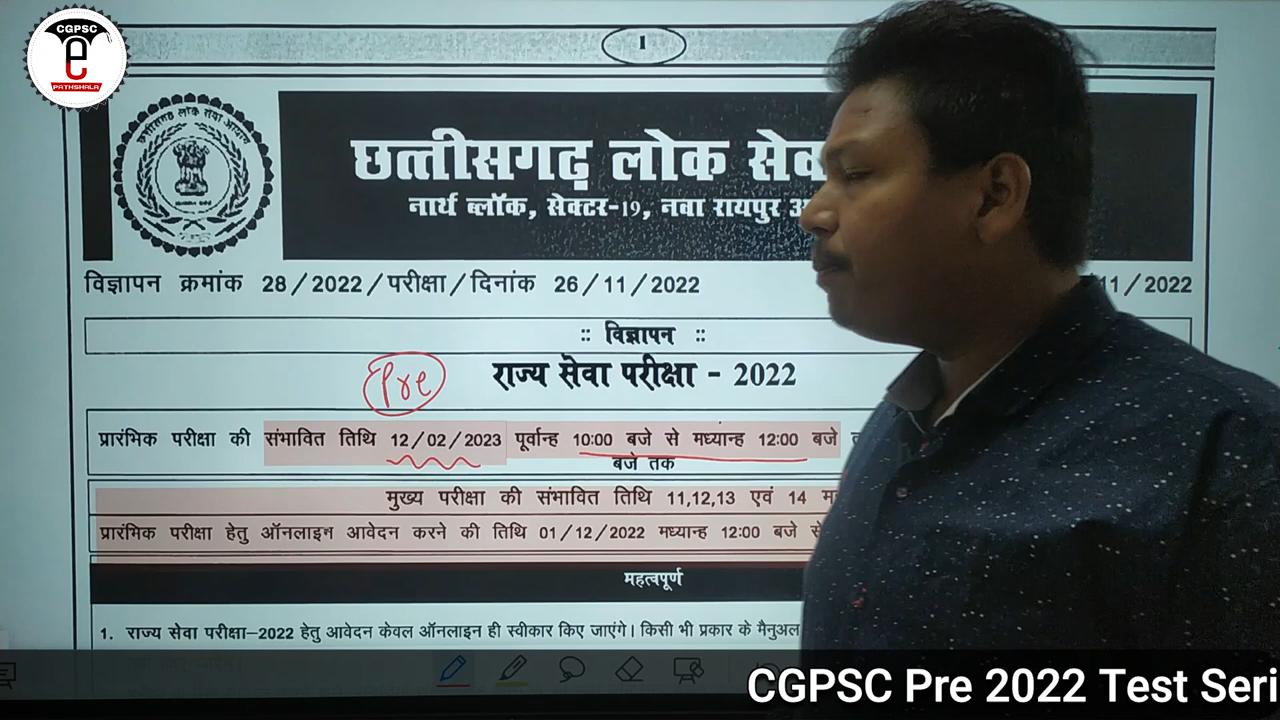 CGPSC
e
PATHSHALA
1
छत्तीसगढ़ लोक सेवा आयोग
छत्तीसगढ़ लोक सेव
नार्थ ब्लॉक, सेक्टर-19, नवा रायपुर
विज्ञापन क्रमांक 28/2022/परीक्षा/दिनांक 26/11/2022
11/2022
:: विज्ञापन ::
Pre
राज्य सेवा परीक्षा - 2022
प्रारंभिक परीक्षा की संभावित तिथि 12/02/2023 पूर्वान्ह 10:00 बजे से मध्यान्ह 12:00 बजे
बजे तक
मुख्य परीक्षा की संभावित तिथि 11,12,13 एवं 14
प्रारंभिक परीक्षा हेतु ऑनलाइन आवेदन करने की तिथि 01/12/2022 मध्यान्ह 12:00 बजे से
महत्वपूर्ण
1. राज्य सेवा परीक्षा-2022 हेतु आवेदन केवल ऑनलाइन ही स्वीकार किए जाएंगे। किसी भी प्रकार के मैनुअल
CGPSC Pre 2022 Test Seri